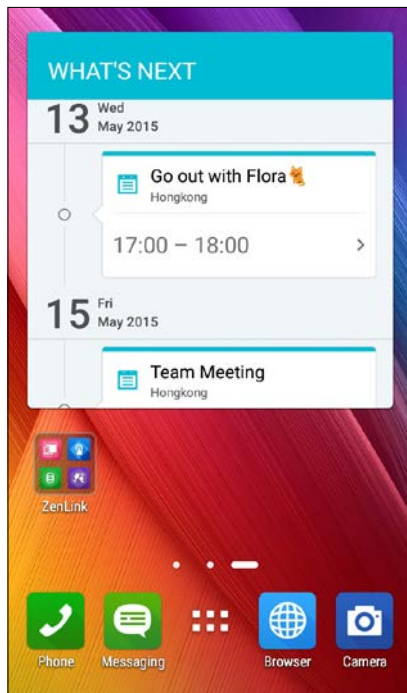 WHAT'S NEXT
13 Wed
May 2015
Go out with Flora🐈
Hongkong
17:00 – 18:00
15 Fri
May 2015
Team Meeting
Hongkong
ZenLink
Phone Messaging Browser Camera